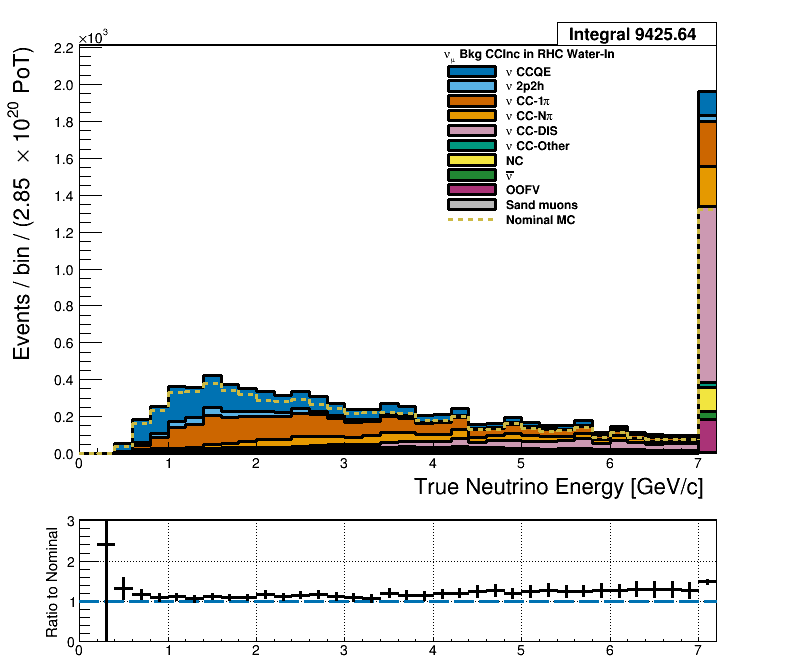 Integral 9425.64
×10³
ν_μ Bkg CCInc in RHC Water-In
ν CCQE
ν 2p2h
ν CC-1π
ν CC-Nπ
ν CC-DIS
ν CC-Other
NC
ν̅
OOFV
Sand muons
Nominal MC
Events / bin / (2.85 × 10²⁰ PoT)
2.2
2.0
1.8
1.6
1.4
1.2
1.0
0.8
0.6
0.4
0.2
0.0
0 1 2 3 4 5 6 7
True Neutrino Energy [GeV/c]
Ratio to Nominal
3
2
1
0
0 1 2 3 4 5 6 7